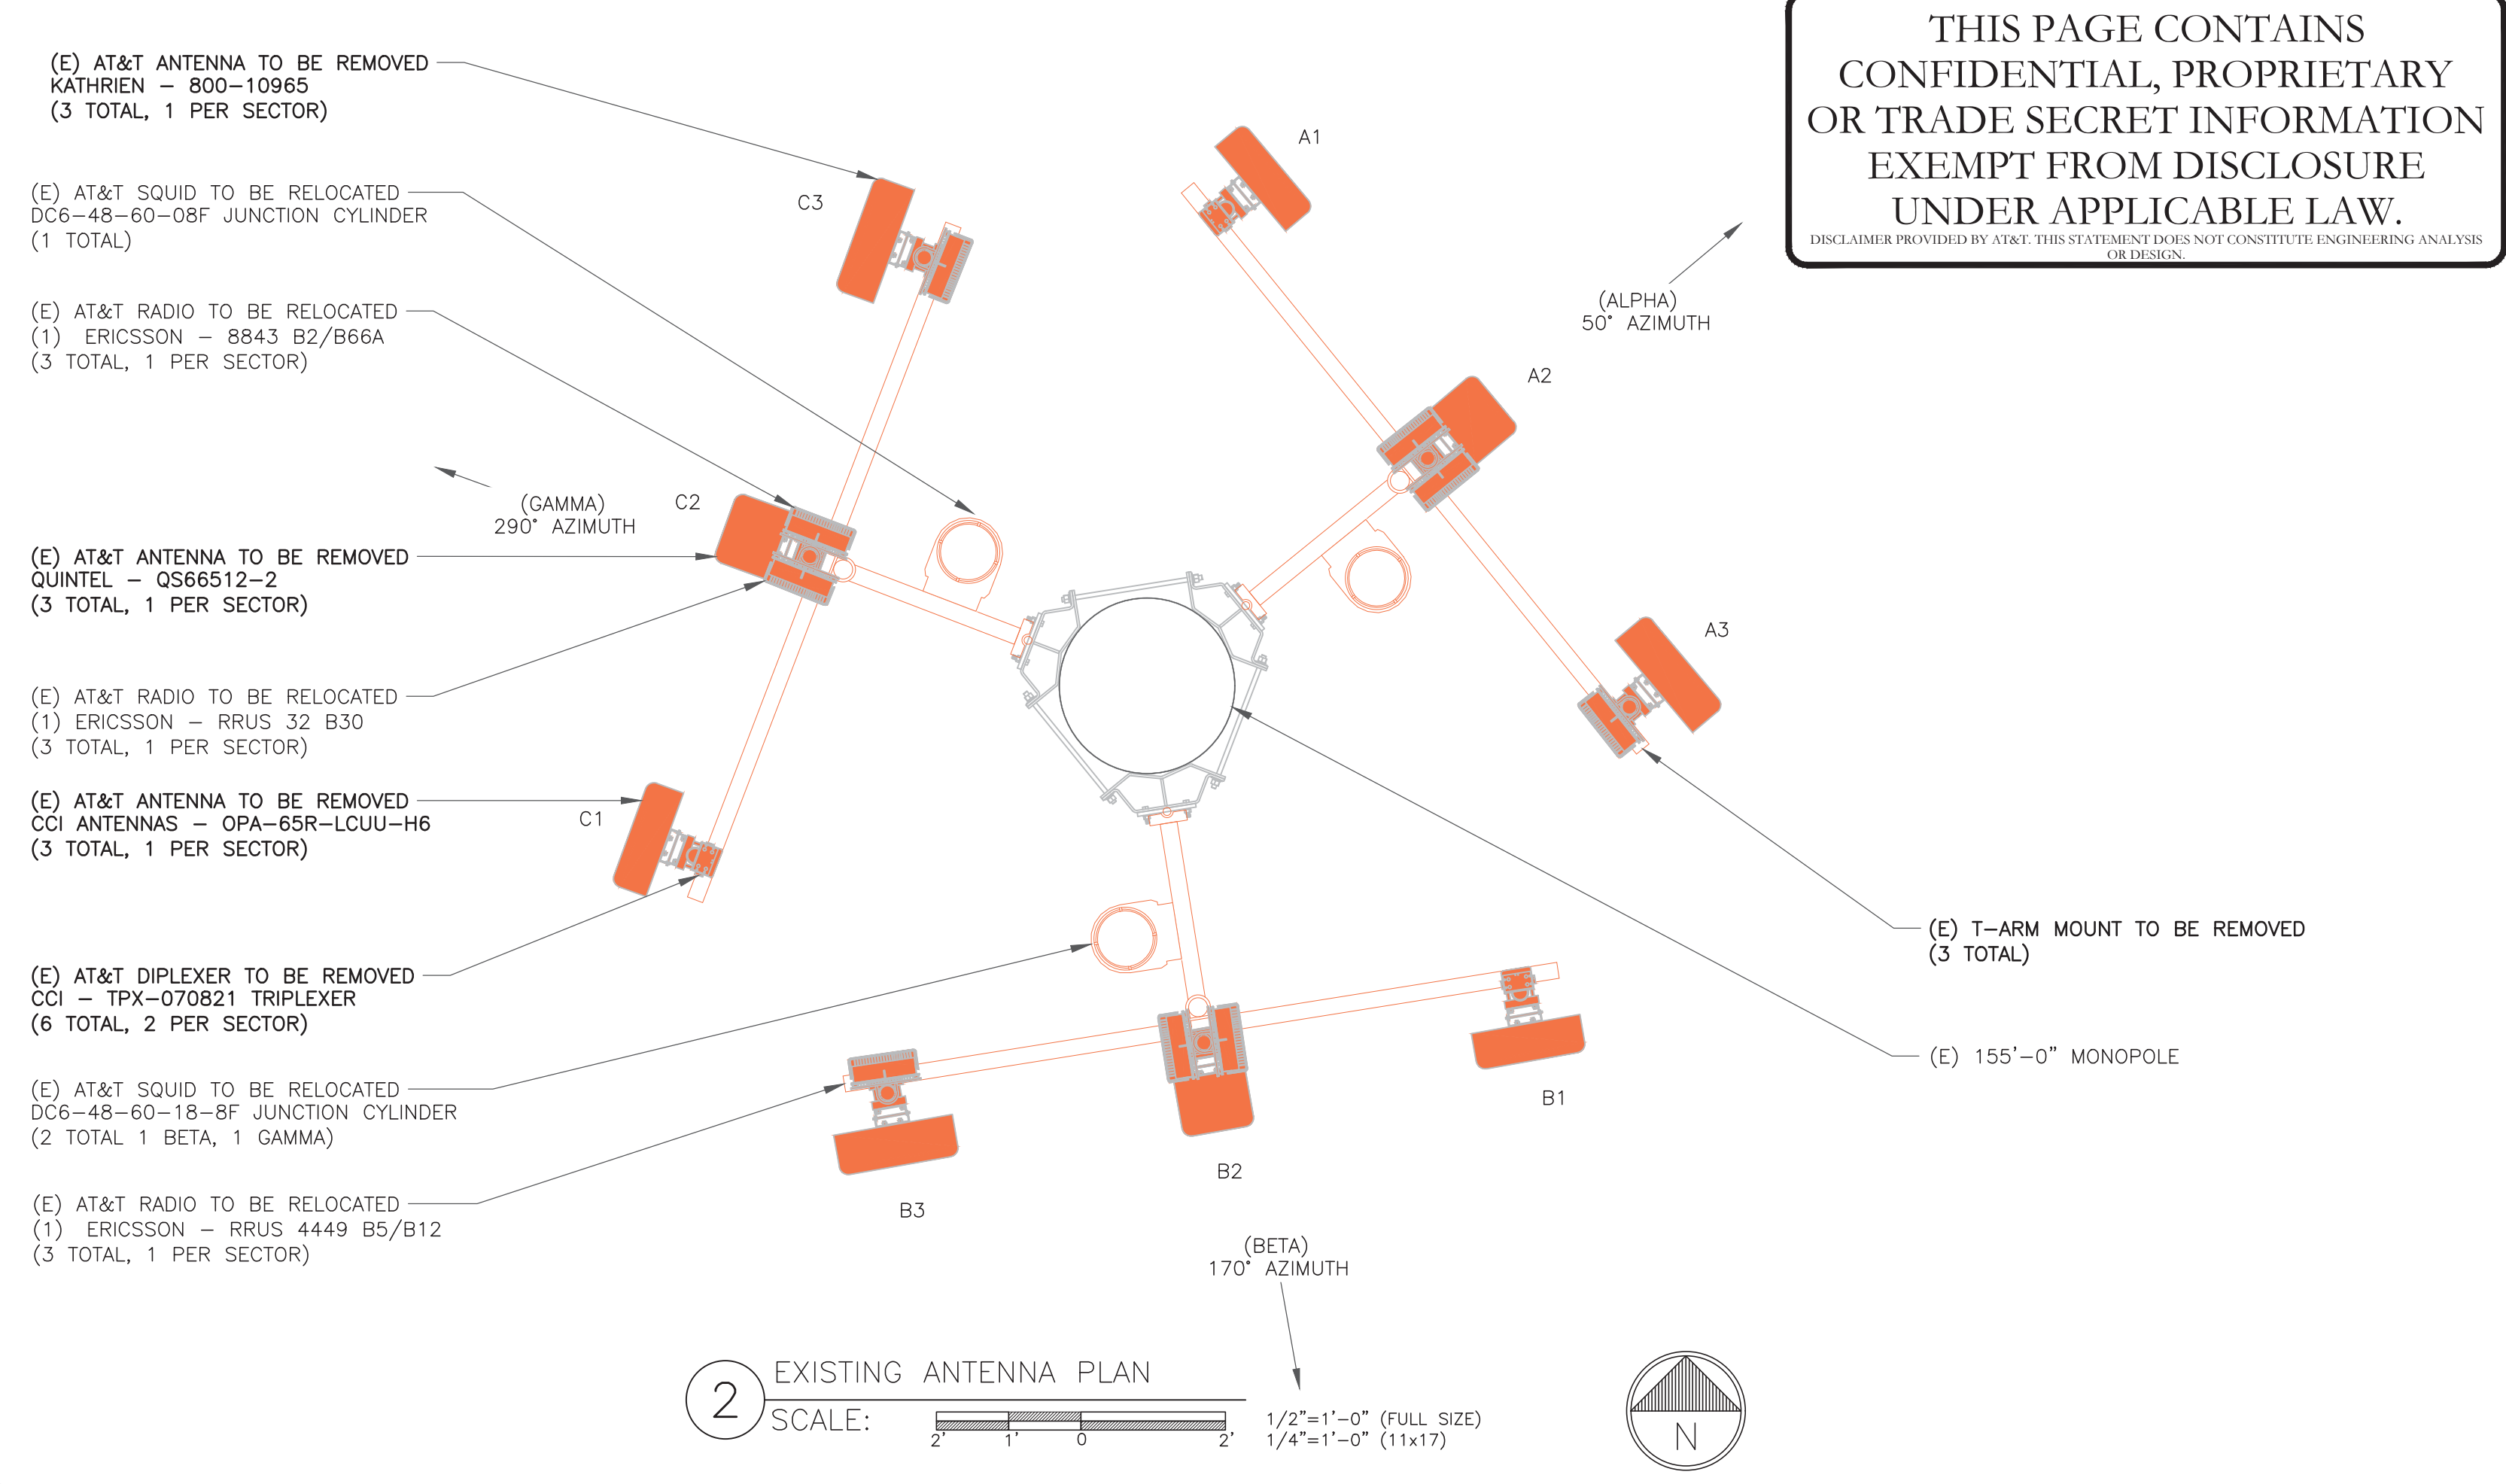 THIS PAGE CONTAINS
CONFIDENTIAL, PROPRIETARY
OR TRADE SECRET INFORMATION
EXEMPT FROM DISCLOSURE
UNDER APPLICABLE LAW.
DISCLAIMER PROVIDED BY AT&T. THIS STATEMENT DOES NOT CONSTITUTE ENGINEERING ANALYSIS
OR DESIGN.
(E) AT&T ANTENNA TO BE REMOVED
KATHRIEN – 800–10965
(3 TOTAL, 1 PER SECTOR)
(E) AT&T SQUID TO BE RELOCATED
DC6–48–60–08F JUNCTION CYLINDER
(1 TOTAL)
(E) AT&T RADIO TO BE RELOCATED
(1) ERICSSON – 8843 B2/B66A
(3 TOTAL, 1 PER SECTOR)
(E) AT&T ANTENNA TO BE REMOVED
QUINTEL – QS66512–2
(3 TOTAL, 1 PER SECTOR)
(E) AT&T RADIO TO BE RELOCATED
(1) ERICSSON – RRUS 32 B30
(3 TOTAL, 1 PER SECTOR)
(E) AT&T ANTENNA TO BE REMOVED
CCI ANTENNAS – OPA–65R–LCUU–H6
(3 TOTAL, 1 PER SECTOR)
(E) AT&T DIPLEXER TO BE REMOVED
CCI – TPX–070821 TRIPLEXER
(6 TOTAL, 2 PER SECTOR)
(E) AT&T SQUID TO BE RELOCATED
DC6–48–60–18–8F JUNCTION CYLINDER
(2 TOTAL 1 BETA, 1 GAMMA)
(E) AT&T RADIO TO BE RELOCATED
(1) ERICSSON – RRUS 4449 B5/B12
(3 TOTAL, 1 PER SECTOR)
C3
A1
(ALPHA)
50° AZIMUTH
A2
C2
(GAMMA)
290° AZIMUTH
A3
C1
(E) T–ARM MOUNT TO BE REMOVED
(3 TOTAL)
(E) 155'–0" MONOPOLE
B1
B2
B3
(BETA)
170° AZIMUTH
2
EXISTING ANTENNA PLAN
SCALE:
2' 1' 0 2'
1/2"=1'–0" (FULL SIZE)
1/4"=1'–0" (11x17)
N